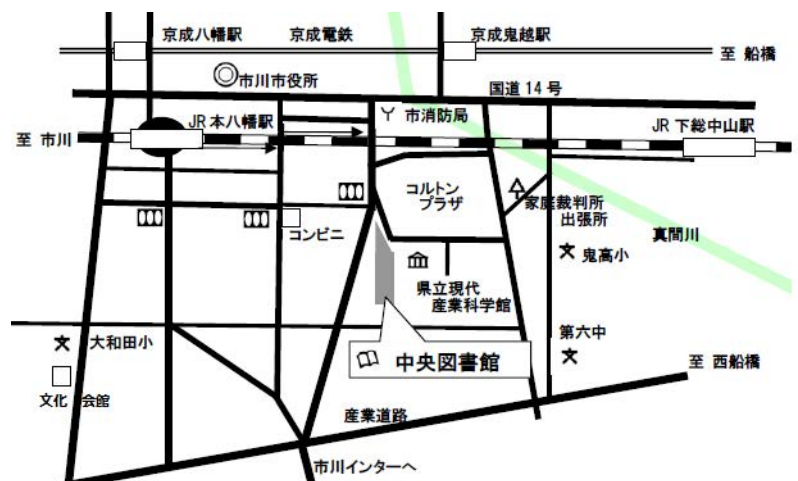 京成八幡駅
京成電鉄
京成鬼越駅
至 船橋
市川市役所
国道14号
JR本八幡駅
市消防局
JR 下総中山駅
至 市川
コルトン
プラザ
家庭裁判所
出張所
コンビニ
真間川
鬼高小
県立現代
産業科学館
大和田小
第六中
中央図書館
至 西船橋
文化 会館
産業道路
市川インターへ